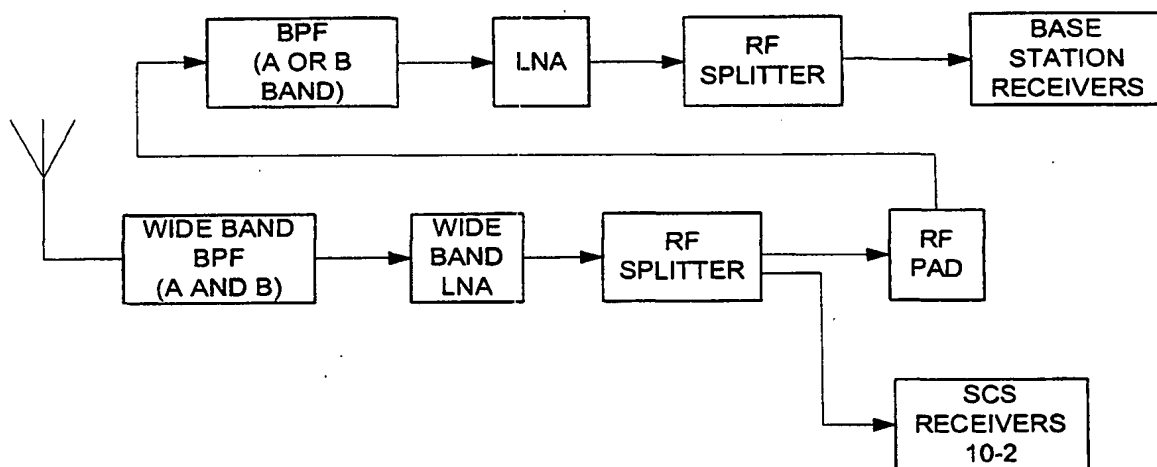 BPF
(A OR B
BAND)
LNA
RF
SPLITTER
BASE
STATION
RECEIVERS
WIDE BAND
BPF
(A AND B)
WIDE
BAND
LNA
RF
SPLITTER
RF
PAD
SCS
RECEIVERS
10-2